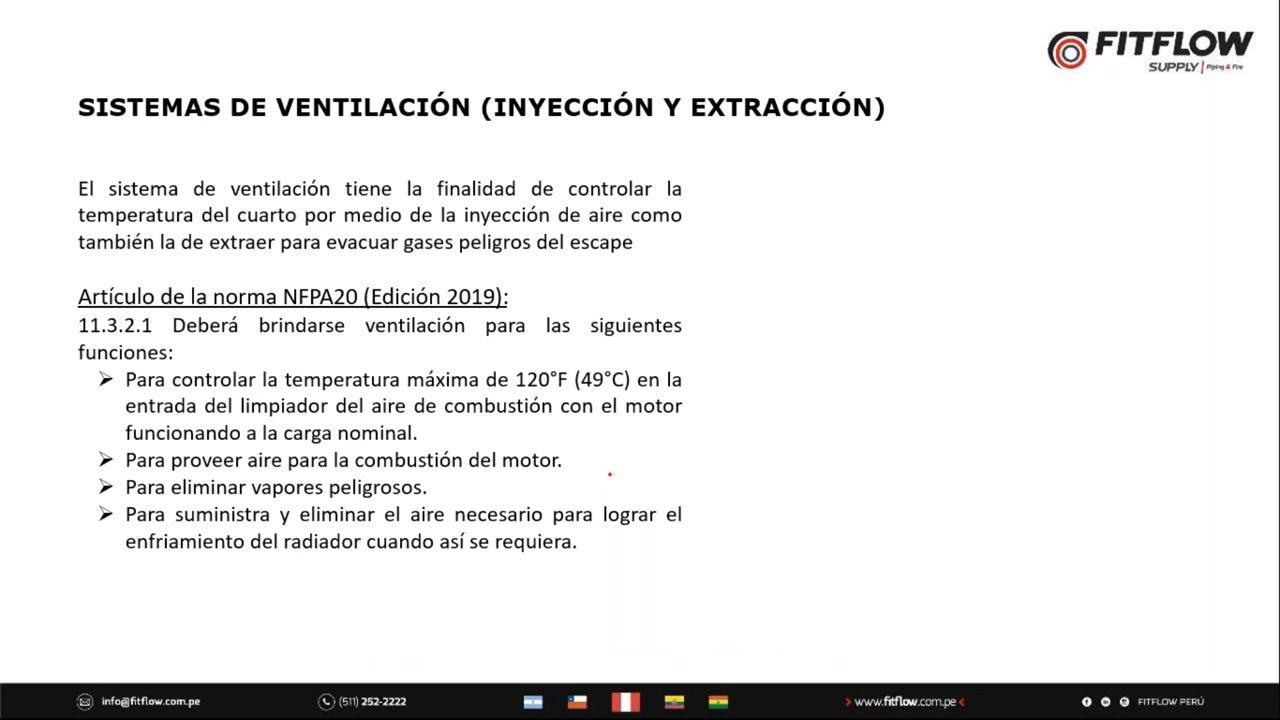 FITFLOW
SUPPLY | Piping & Fire
SISTEMAS DE VENTILACIÓN (INYECCIÓN Y EXTRACCIÓN)
El sistema de ventilación tiene la finalidad de controlar la
temperatura del cuarto por medio de la inyección de aire como
también la de extraer para evacuar gases peligros del escape
Artículo de la norma NFPA20 (Edición 2019):
11.3.2.1 Deberá brindarse ventilación para las siguientes
funciones:
➢ Para controlar la temperatura máxima de 120°F (49°C) en la
entrada del limpiador del aire de combustión con el motor
funcionando a la carga nominal.
➢ Para proveer aire para la combustión del motor.
➢ Para eliminar vapores peligrosos.
➢ Para suministra y eliminar el aire necesario para lograr el
enfriamiento del radiador cuando así se requiera.
info@fitflow.com.pe (511) 252-2222 www.fitflow.com.pe FITFLOW PERÚ